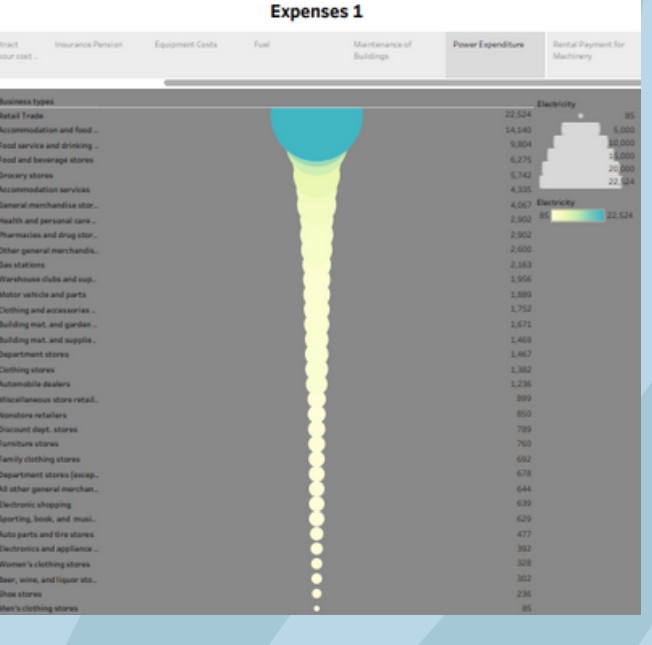 Expenses 1
Insurance Pension
Equipment Costs
Fuel
Maintenance of
Buildings
Power Expenditure
Rental Payment for
Machinery
Business types
Retail Trade 22,524
Accommodation and food .. 14,140
Food service and drinking .. 9,804
Food and beverage stores 6,275
Grocery stores 5,742
Accommodation services 4,335
General merchandise stor.. 4,067
Health and personal care .. 2,902
Pharmacies and drug stor.. 2,902
Other general merchandis.. 2,600
Gas stations 2,163
Warehouse clubs and sup.. 1,956
Motor vehicle and parts 1,889
Clothing and accessories .. 1,752
Building mat. and garden .. 1,671
Building mat. and supplie.. 1,469
Department stores 1,467
Clothing stores 1,382
Automobile dealers 1,236
Miscellaneous store retail.. 899
Nonstore retailers 850
Discount dept. stores 789
Furniture stores 760
Family clothing stores 692
Department stores (excep.. 678
All other general merchan.. 644
Electronic shopping 639
Sporting, book, and musi.. 629
Auto parts and tire stores 477
Electronics and appliance .. 392
Women's clothing stores 328
Beer, wine, and liquor sto.. 302
Shoe stores 236
Men's clothing stores 85
Electricity
85
5,000
10,000
15,000
20,000
22,524
Electricity
85 22,524